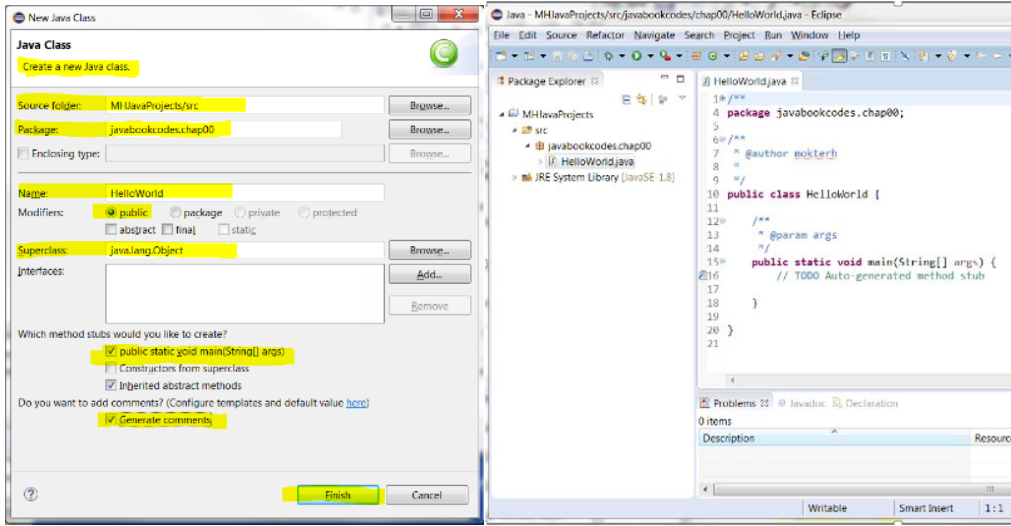 New Java Class
Java Class
Create a new Java class.
Source folder: MHJavaProjects/src Browse...
Package: javabookcodes.chap00 Browse...
Enclosing type: Browse...
Name: HelloWorld
Modifiers: public package private protected
abstract final static
Superclass: java.lang.Object Browse...
Interfaces: Add...
Remove
Which method stubs would you like to create?
public static void main(String[] args)
Constructors from superclass
Inherited abstract methods
Do you want to add comments? (Configure templates and default value here)
Generate comments
Finish Cancel
Java - MHJavaProjects/src/javabookcodes/chap00/HelloWorld.java - Eclipse
File Edit Source Refactor Navigate Search Project Run Window Help
Package Explorer
MHJavaProjects
src
javabookcodes.chap00
HelloWorld.java
JRE System Library [JavaSE-1.8]
HelloWorld.java
1 /**
4 package javabookcodes.chap00;
5
6 /**
7 * @author mokterh
8 *
9 */
10 public class HelloWorld {
11
12 /**
13 * @param args
14 */
15 public static void main(String[] args) {
16 // TODO Auto-generated method stub
17
18 }
19
20 }
21
Problems Javadoc Declaration
0 items
Description Resourc
Writable Smart Insert 1:1